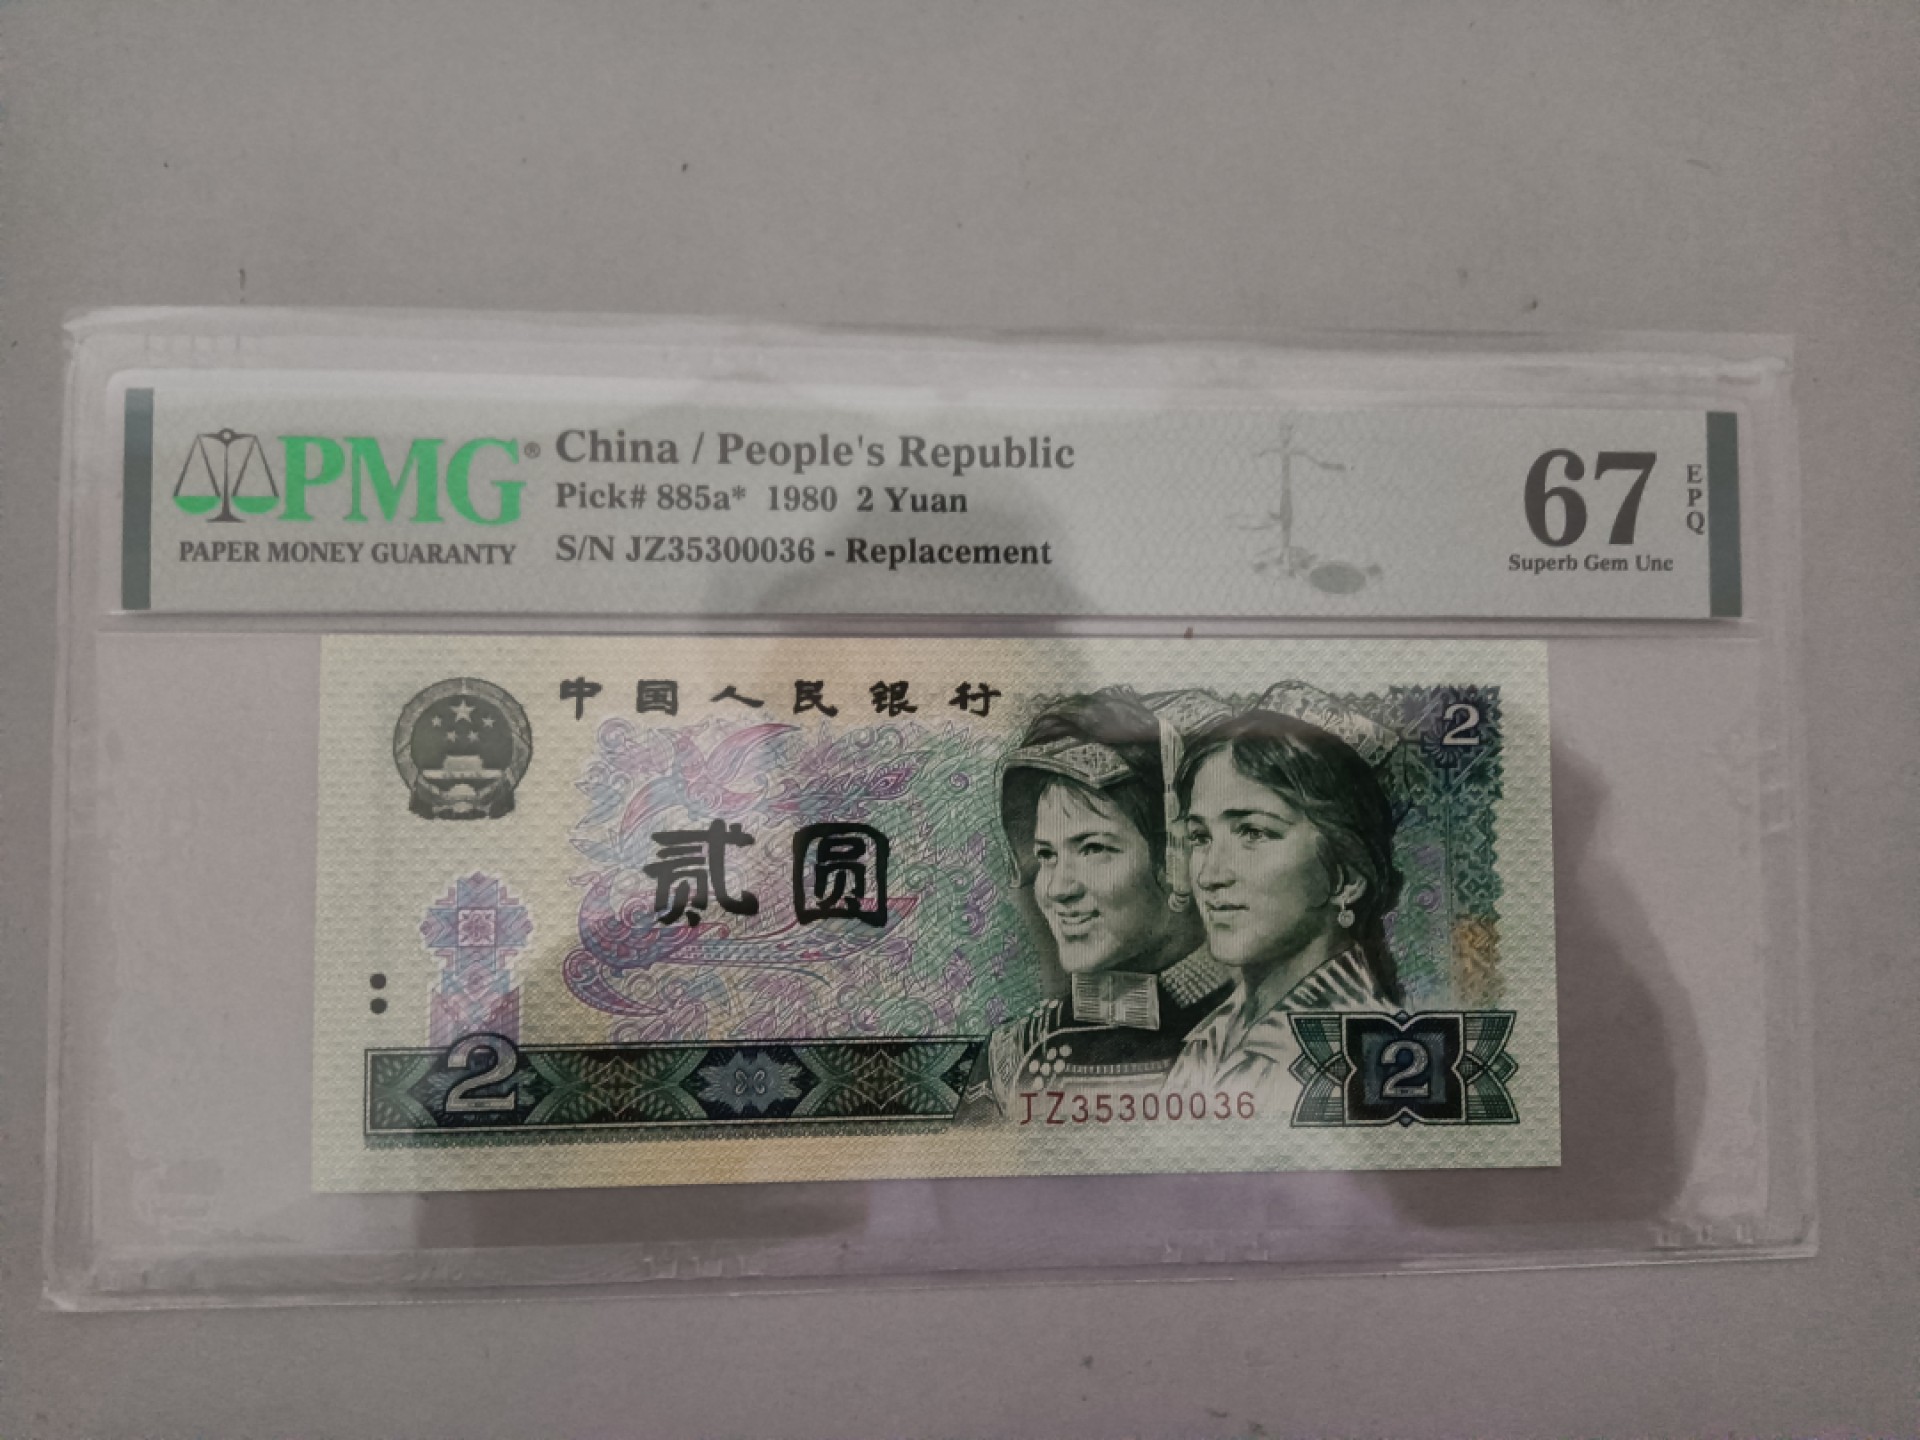 PMG®
PAPER MONEY GUARANTY
China / People's Republic
Pick# 885a* 1980 2 Yuan
S/N JZ35300036 - Replacement
67
EPQ
Superb Gem Unc
中国人民银行
2
贰圆
2
JZ35300036
2